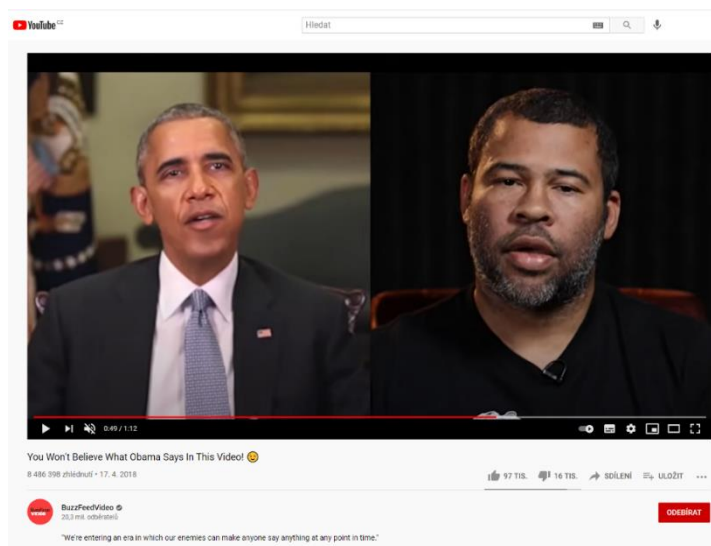 YouTube CZ
Hledat
0:49 / 1:12
You Won't Believe What Obama Says In This Video! 😉
8 486 398 zhlédnutí • 17. 4. 2018
97 TIS. 16 TIS. SDÍLENÍ ULOŽIT ...
BuzzFeedVideo
20,3 mil. odběratelů
ODEBÍRAT
"We're entering an era in which our enemies can make anyone say anything at any point in time."